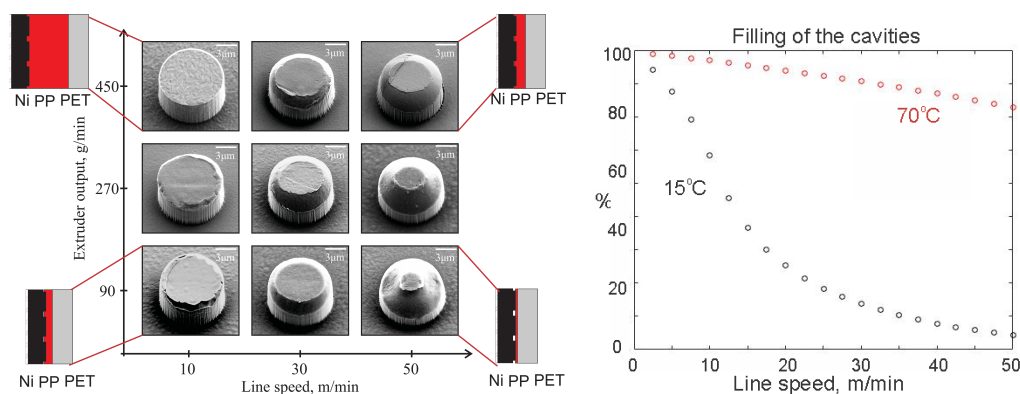 Ni PP PET
Ni PP PET
Extruder output, g/min
450
270
90
3μm
3μm
3μm
3μm
3μm
3μm
3μm
3μm
3μm
10
30
50
Line speed, m/min
Ni PP PET
Ni PP PET
Filling of the cavities
100
80
60
%
40
20
0
70°C
15°C
0
10
20
30
40
50
Line speed, m/min